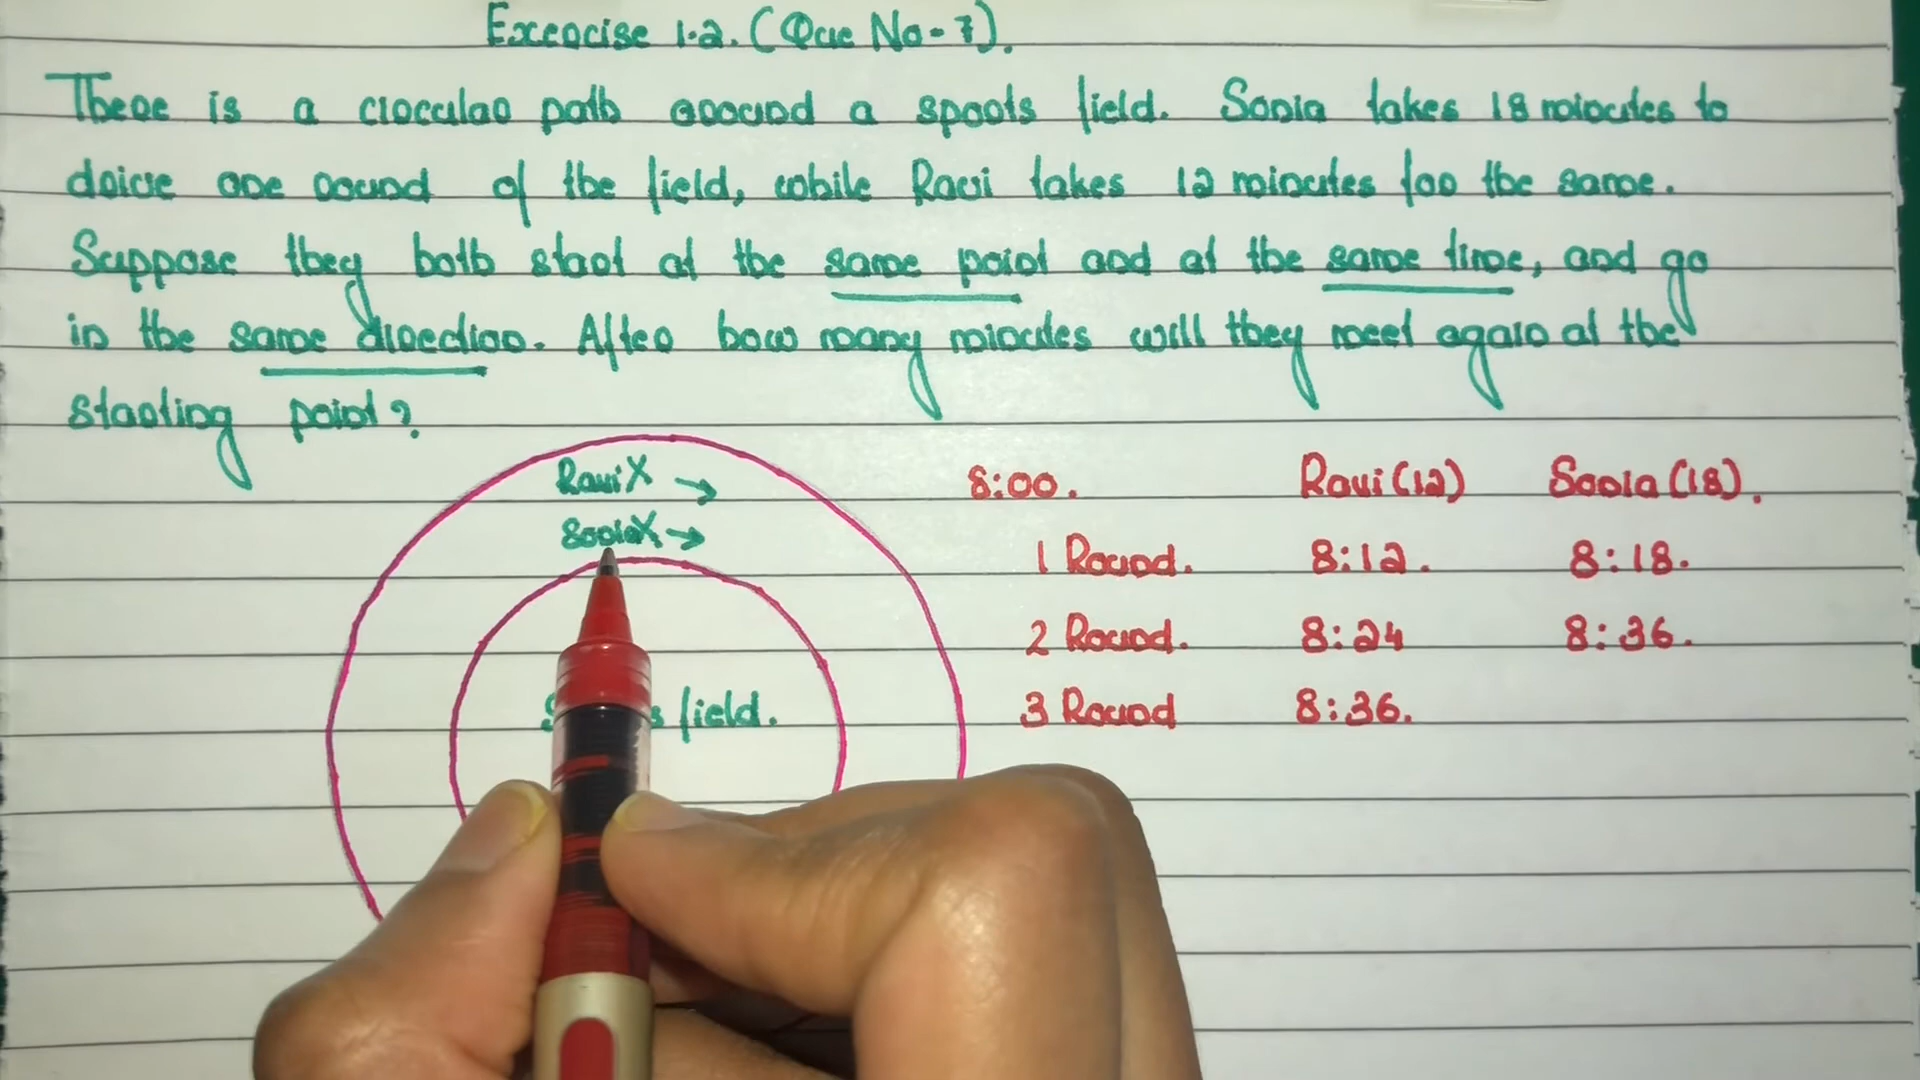 Exercise 1.2. (Que No-7).
There is a circular path around a sports field. Sonia takes 18 minutes to
drive one round of the field, while Ravi takes 12 minutes for the same.
Suppose they both start at the same point and at the same time, and go
in the same direction. After how many minutes will they meet again at the
starting point?
Ravi X →
Sonia X →
field.
8:00. Ravi (12) Sonia (18).
1 Round. 8:12. 8:18.
2 Round. 8:24 8:36.
3 Round 8:36.